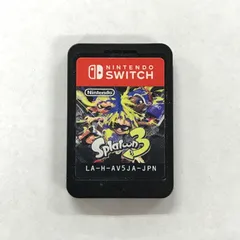 NINTENDO
SWITCH
Nintendo
Splatoon 3
LA-H-AV5JA-JPN